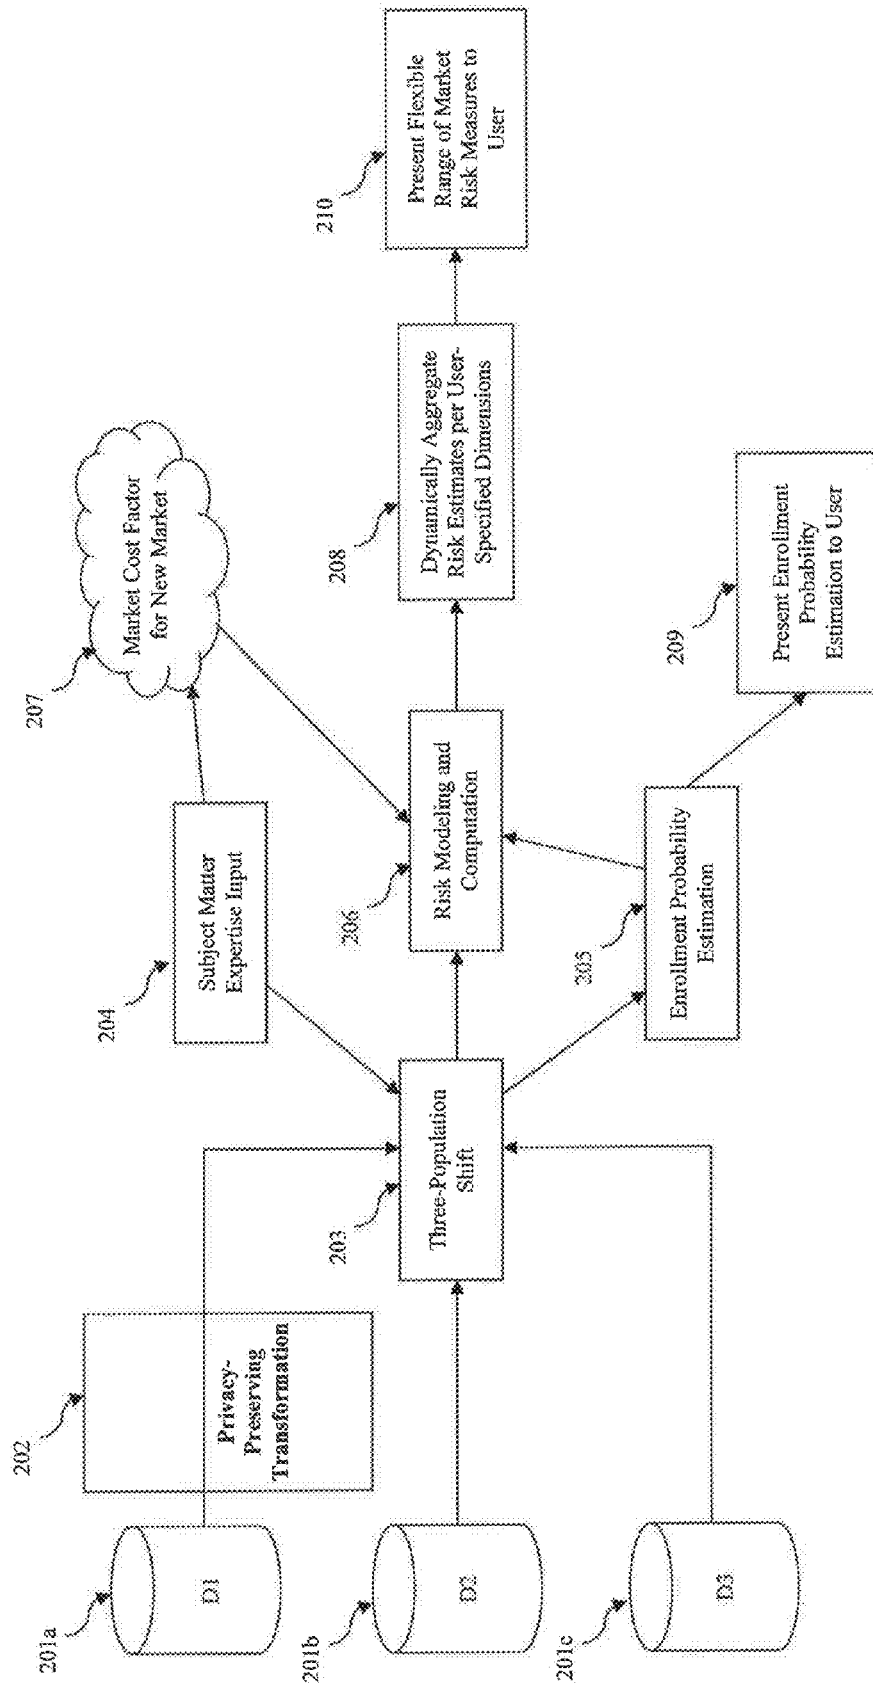 201a
D1
201b
D2
201c
D3
202
Privacy-
Preserving
Transformation
203
Three-Population
Shift
204
Subject Matter
Expertise Input
205
Enrollment Probability
Estimation
206
Risk Modeling and
Computation
207
Market Cost Factor
for New Market
208
Dynamically Aggregate
Risk Estimates per User-
Specified Dimensions
209
Present Enrollment
Probability
Estimation to User
210
Present Flexible
Range of Market
Risk Measures to
User